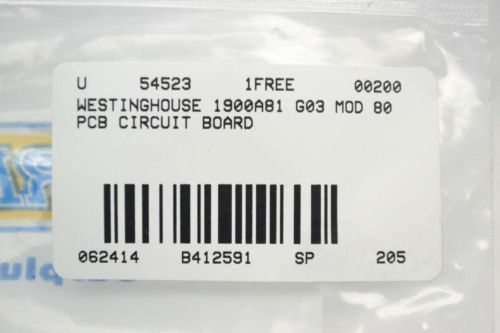 U 54523 1FREE 00200
WESTINGHOUSE 1900A81 G03 MOD 80
PCB CIRCUIT BOARD
062414 B412591 SP 205